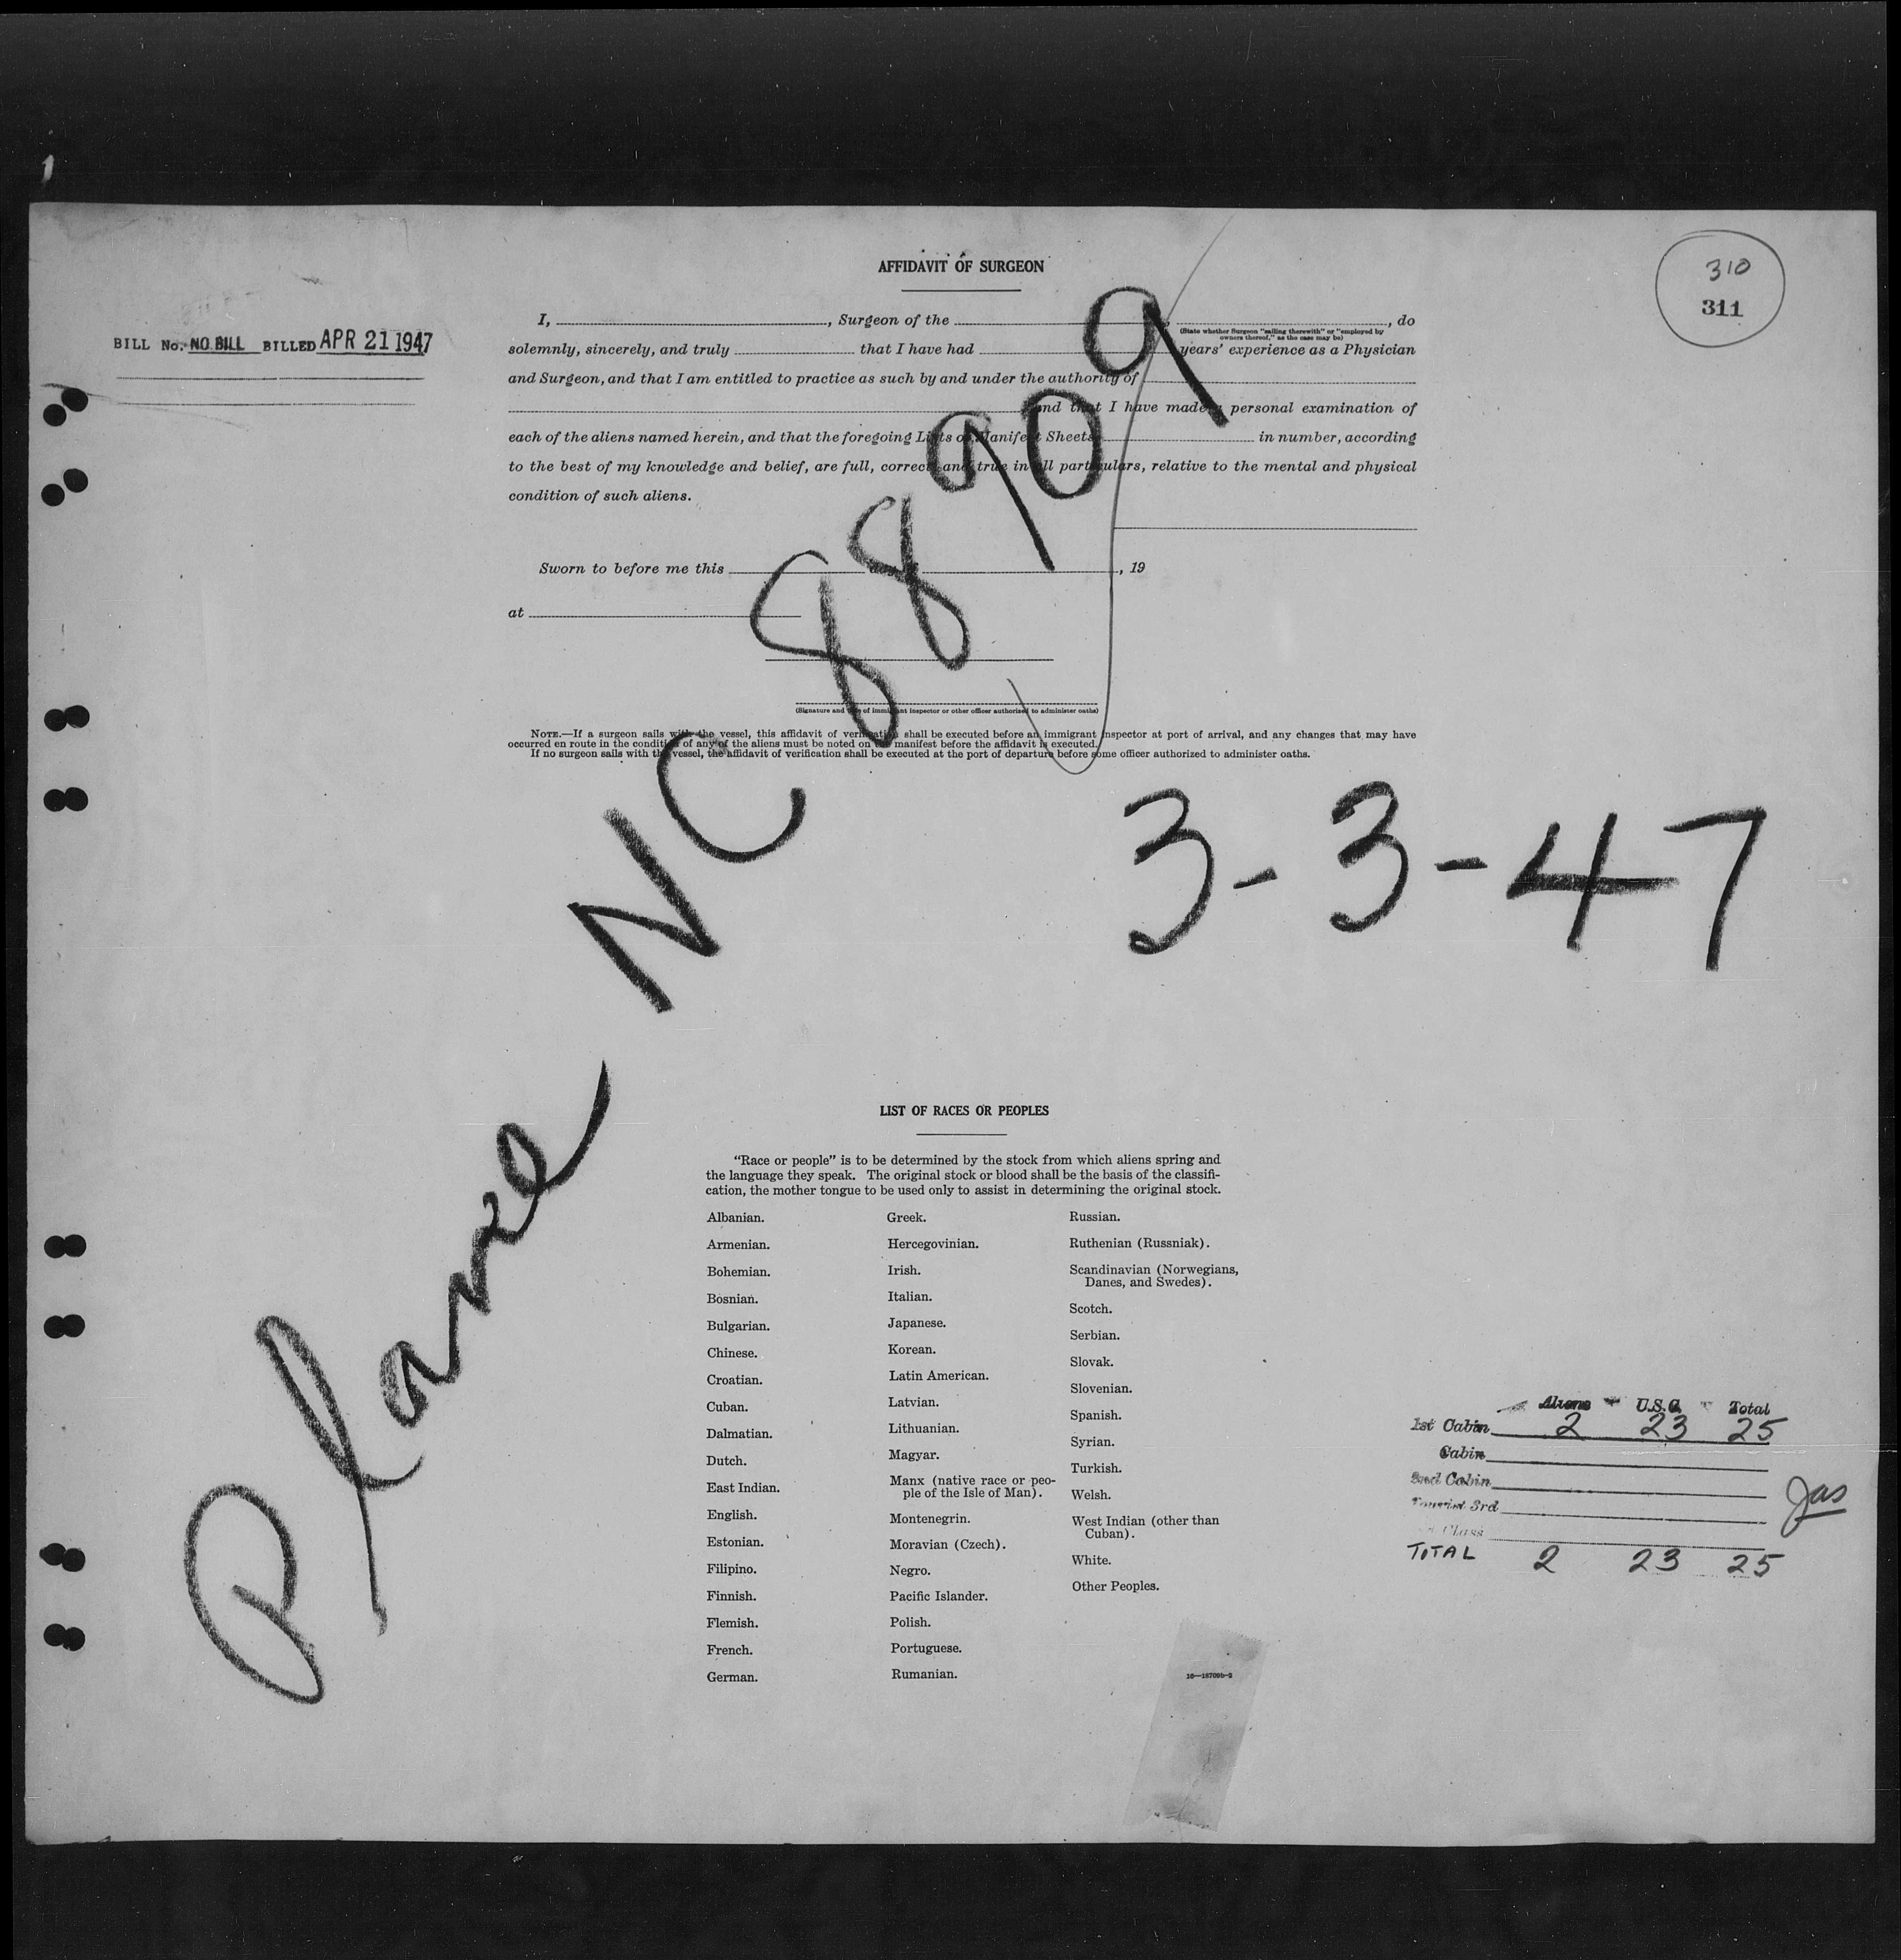 310
311
AFFIDAVIT OF SURGEON
BILL No. NO BILL BILLED APR 21 1947
I, , Surgeon of the , , do
(State whether Surgeon "sailing therewith" or "employed by
owners thereof," as the case may be)
solemnly, sincerely, and truly that I have had years' experience as a Physician
and Surgeon, and that I am entitled to practice as such by and under the authority of
and that I have made a personal examination of
each of the aliens named herein, and that the foregoing Lists or Manifest Sheets, in number, according
to the best of my knowledge and belief, are full, correct, and true in all particulars, relative to the mental and physical
condition of such aliens.
Sworn to before me this day of , 19
at
(Signature and title of immigrant inspector or other officer authorized to administer oaths)
NOTE.—If a surgeon sails with the vessel, this affidavit of verification shall be executed before an immigrant inspector at port of arrival, and any changes that may have
occurred en route in the condition of any of the aliens must be noted on the manifest before the affidavit is executed.
If no surgeon sails with the vessel, the affidavit of verification shall be executed at the port of departure before some officer authorized to administer oaths.
Plane NC 88909
3-3-47
LIST OF RACES OR PEOPLES
"Race or people" is to be determined by the stock from which aliens spring and
the language they speak. The original stock or blood shall be the basis of the classifi-
cation, the mother tongue to be used only to assist in determining the original stock.
Albanian.
Armenian.
Bohemian.
Bosnian.
Bulgarian.
Chinese.
Croatian.
Cuban.
Dalmatian.
Dutch.
East Indian.
English.
Estonian.
Filipino.
Finnish.
Flemish.
French.
German.
Greek.
Hercegovinian.
Irish.
Italian.
Japanese.
Korean.
Latin American.
Latvian.
Lithuanian.
Magyar.
Manx (native race or peo-
ple of the Isle of Man).
Montenegrin.
Moravian (Czech).
Negro.
Pacific Islander.
Polish.
Portuguese.
Rumanian.
Russian.
Ruthenian (Russniak).
Scandinavian (Norwegians,
Danes, and Swedes).
Scotch.
Serbian.
Slovak.
Slovenian.
Spanish.
Syrian.
Turkish.
Welsh.
West Indian (other than
Cuban).
White.
Other Peoples.
16—18709b-2
Aliens U.S.C. Total
1st Cabin 2 23 25
Cabin
2nd Cabin
Tourist 3rd
Class
TOTAL 2 23 25
Jas